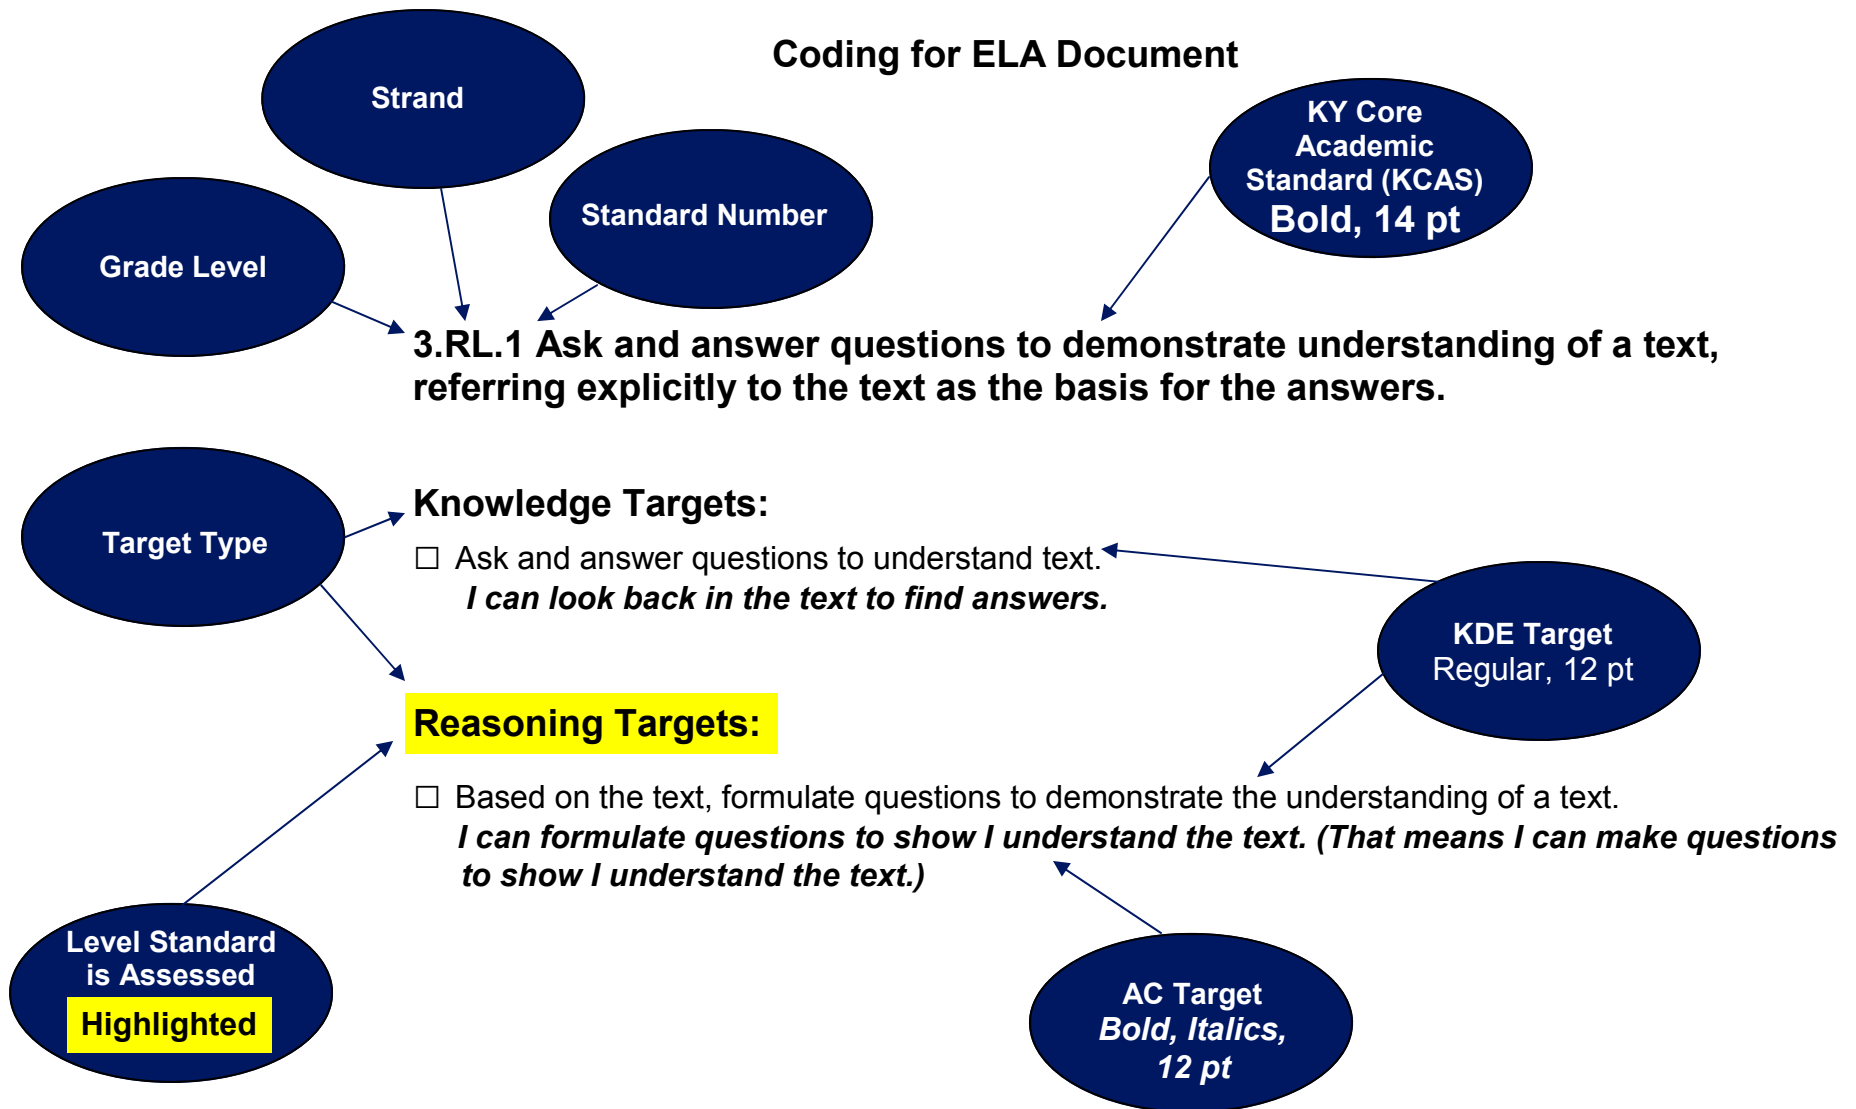 Coding for ELA Document
Strand
KY Core
Academic
Standard (KCAS)
Bold, 14 pt
Standard Number
Grade Level
3.RL.1 Ask and answer questions to demonstrate understanding of a text,
referring explicitly to the text as the basis for the answers.
Target Type
Knowledge Targets:
☐ Ask and answer questions to understand text.
I can look back in the text to find answers.
KDE Target
Regular, 12 pt
Reasoning Targets:
☐ Based on the text, formulate questions to demonstrate the understanding of a text.
I can formulate questions to show I understand the text. (That means I can make questions
to show I understand the text.)
Level Standard
is Assessed
Highlighted
AC Target
Bold, Italics,
12 pt